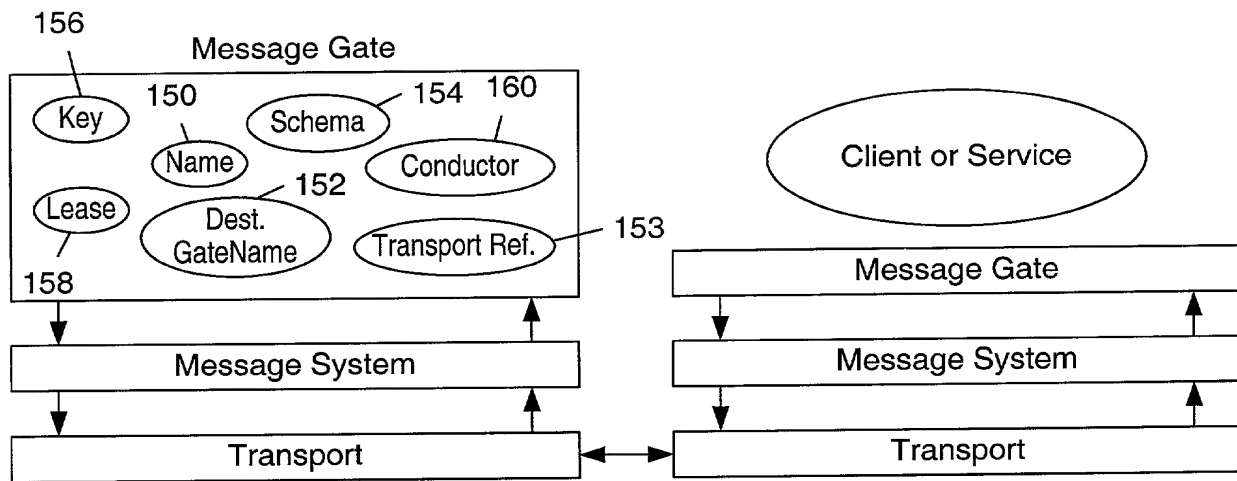 156
Message Gate
150
154
160
Key
Schema
Name
Conductor
Client or Service
152
Lease
Dest.
GateName
Transport Ref.
153
158
Message Gate
Message System
Message System
Transport
Transport